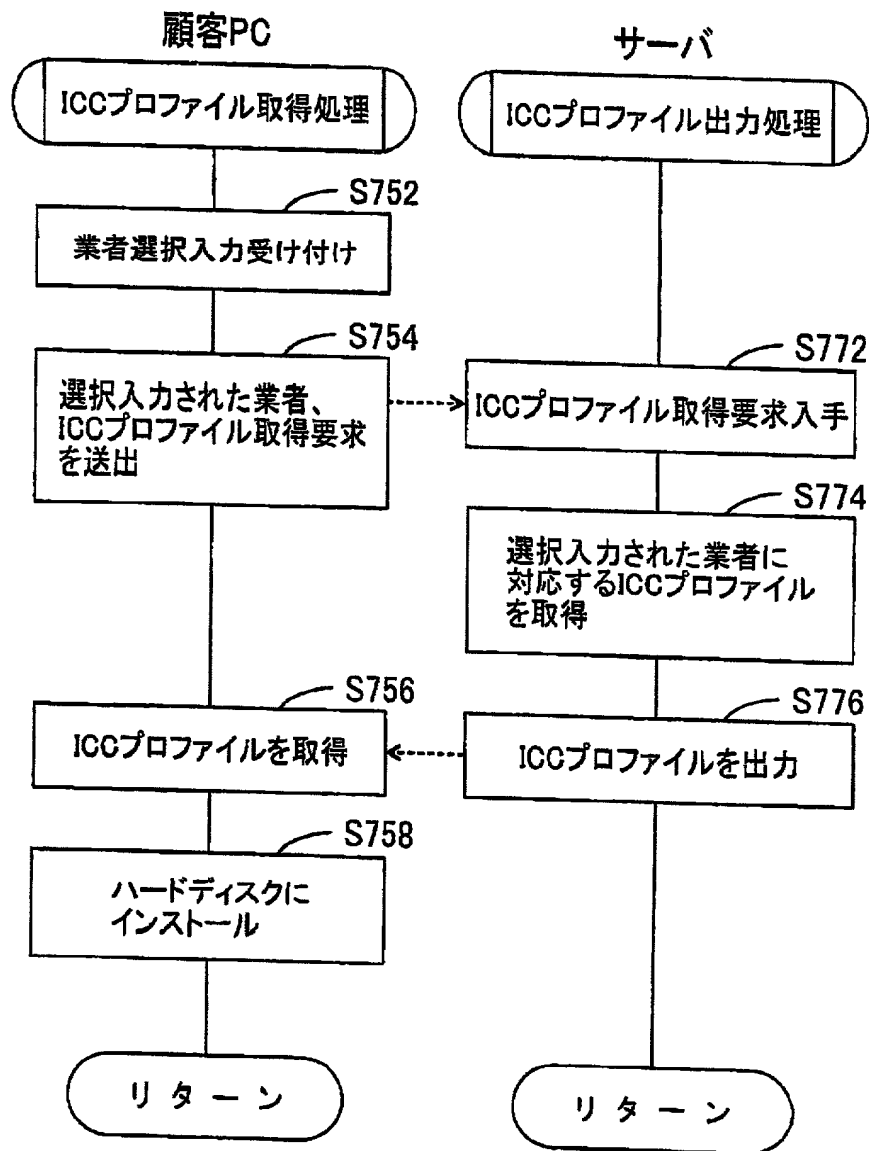 顧客PC
サーバ
ICCプロファイル取得処理
ICCプロファイル出力処理
S752
業者選択入力受け付け
S754
選択入力された業者、
ICCプロファイル取得要求
を送出
S772
ICCプロファイル取得要求入手
S774
選択入力された業者に
対応するICCプロファイル
を取得
S756
ICCプロファイルを取得
S776
ICCプロファイルを出力
S758
ハードディスクに
インストール
リターン
リターン